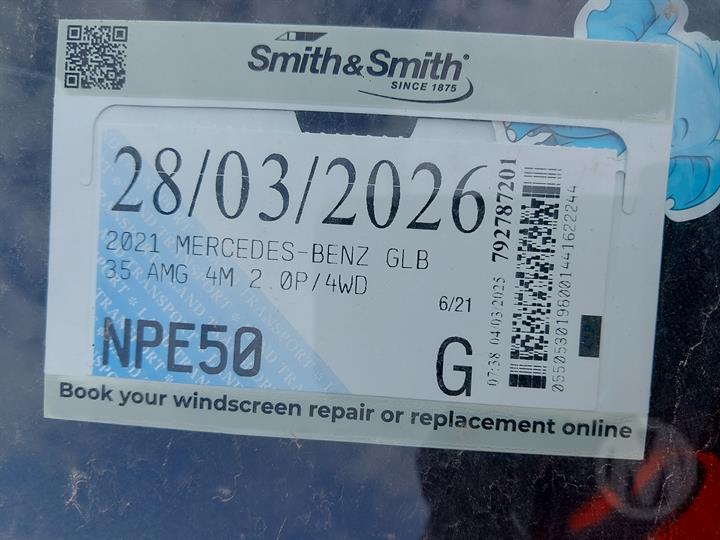 Smith&Smith®
SINCE 1875
28/03/2026
2021 MERCEDES-BENZ GLB
35 AMG 4M 2.0P/4WD
6/21
NPE50
G
07:38 04/03/2025 792787201
0550530196001441622244
Book your windscreen repair or replacement online